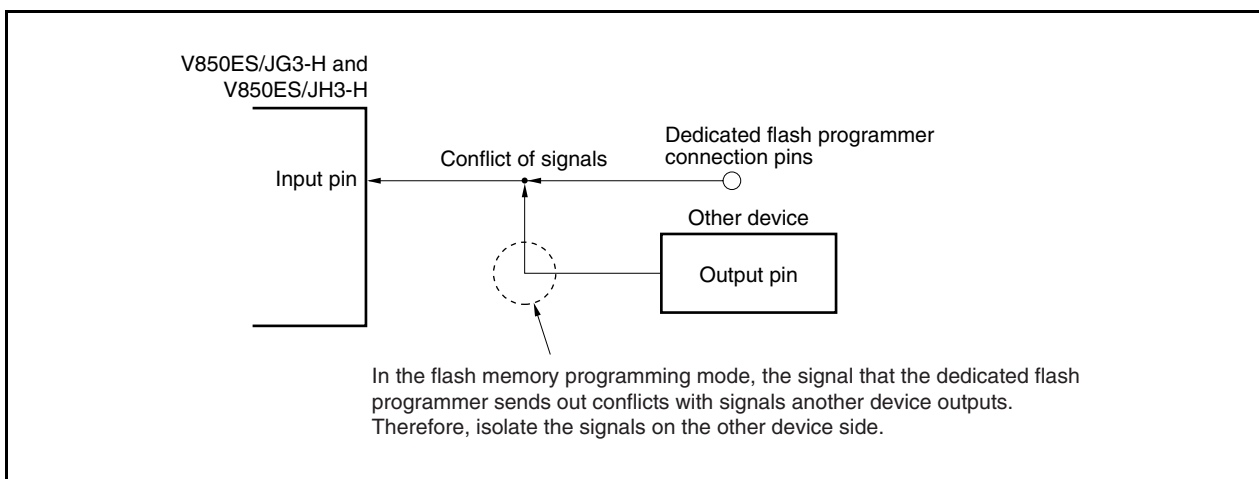 V850ES/JG3-H and
V850ES/JH3-H
Dedicated flash programmer
connection pins
Conflict of signals
Input pin
Other device
Output pin
In the flash memory programming mode, the signal that the dedicated flash
programmer sends out conflicts with signals another device outputs.
Therefore, isolate the signals on the other device side.